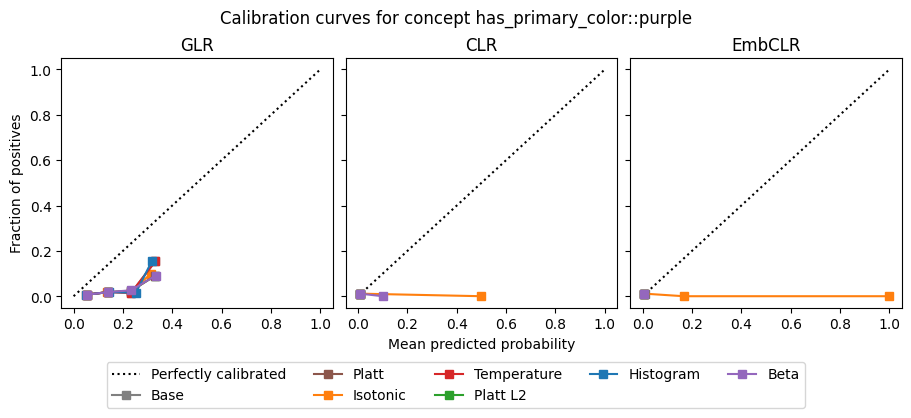 Calibration curves for concept has_primary_color::purple
GLR
CLR
EmbCLR
Fraction of positives
1.0
0.8
0.6
0.4
0.2
0.0
0.0 0.2 0.4 0.6 0.8 1.0
0.0 0.2 0.4 0.6 0.8 1.0
0.0 0.2 0.4 0.6 0.8 1.0
Mean predicted probability
Perfectly calibrated Platt Temperature Histogram Beta
Base Isotonic Platt L2